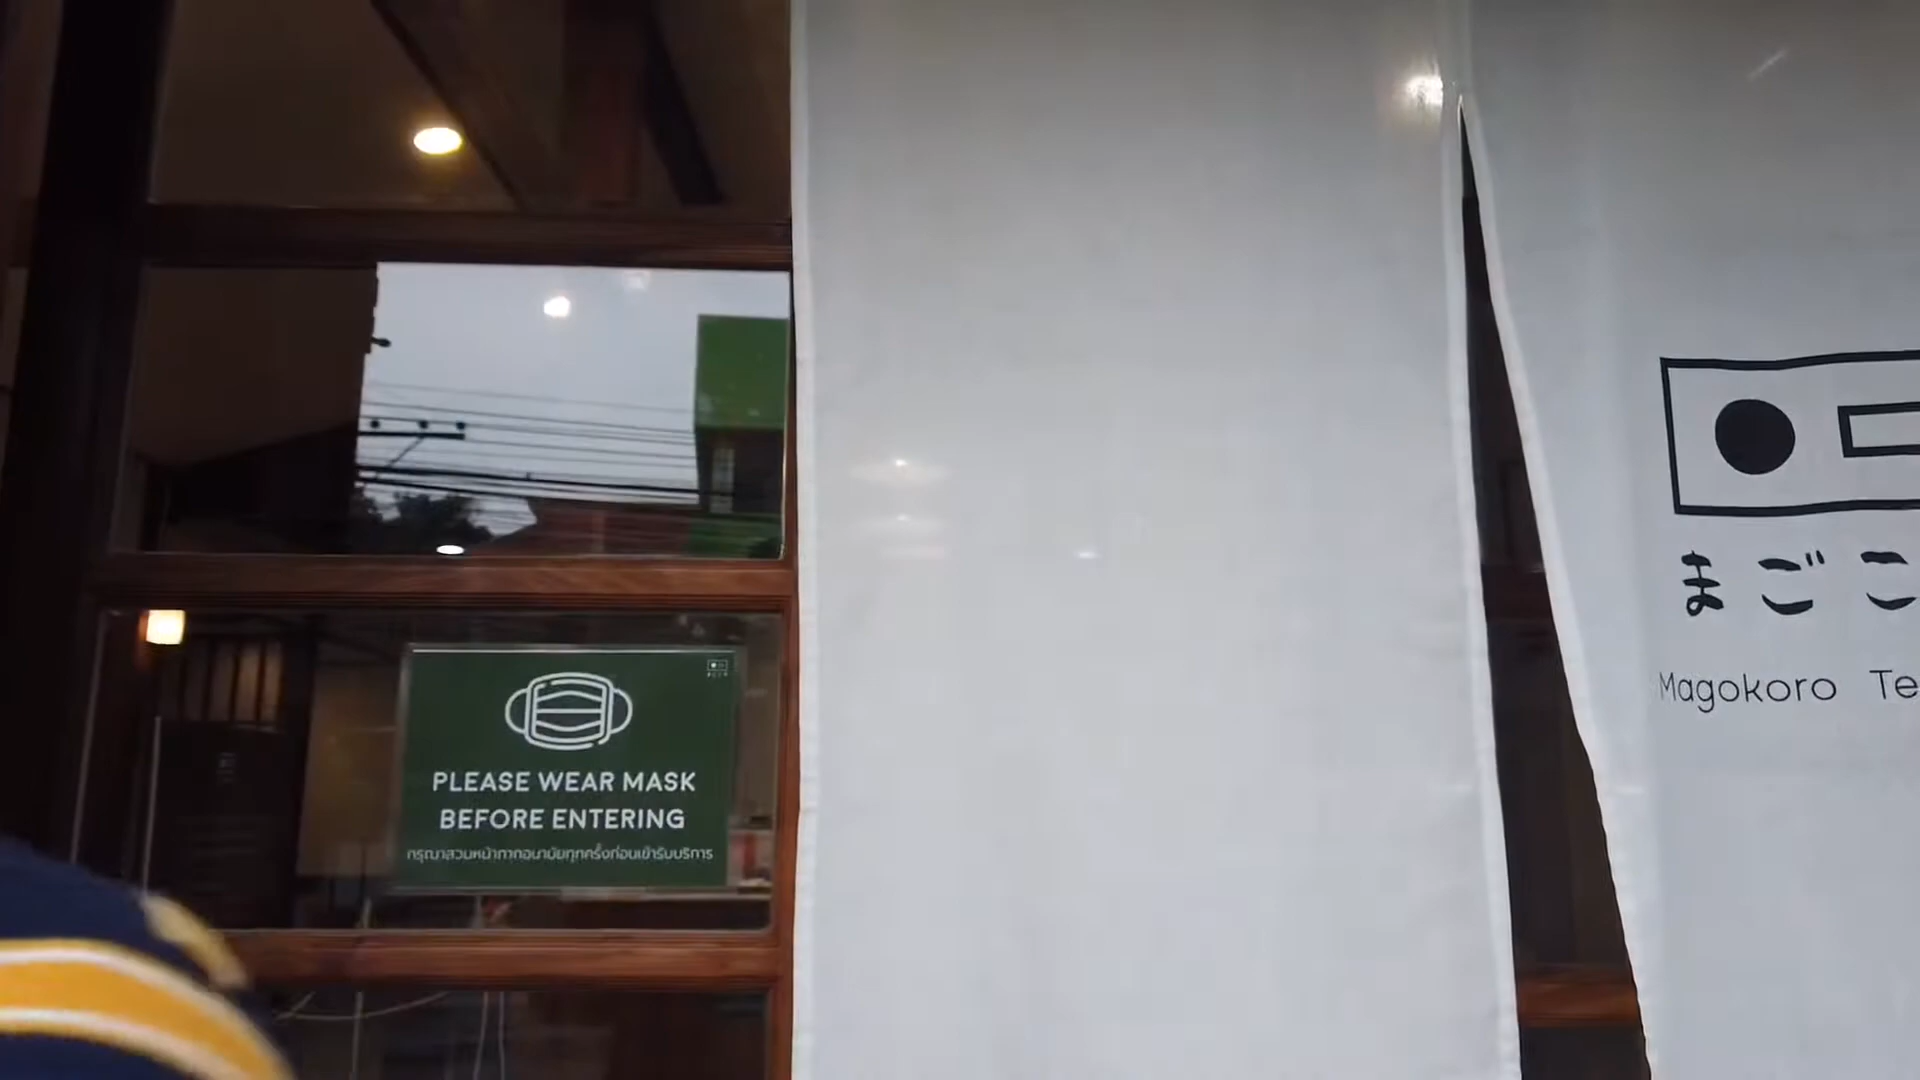 PLEASE WEAR MASK
BEFORE ENTERING
กรุณาสวมหน้ากากอนามัยทุกครั้งก่อนเข้ารับบริการ
まごこ
Magokoro Te